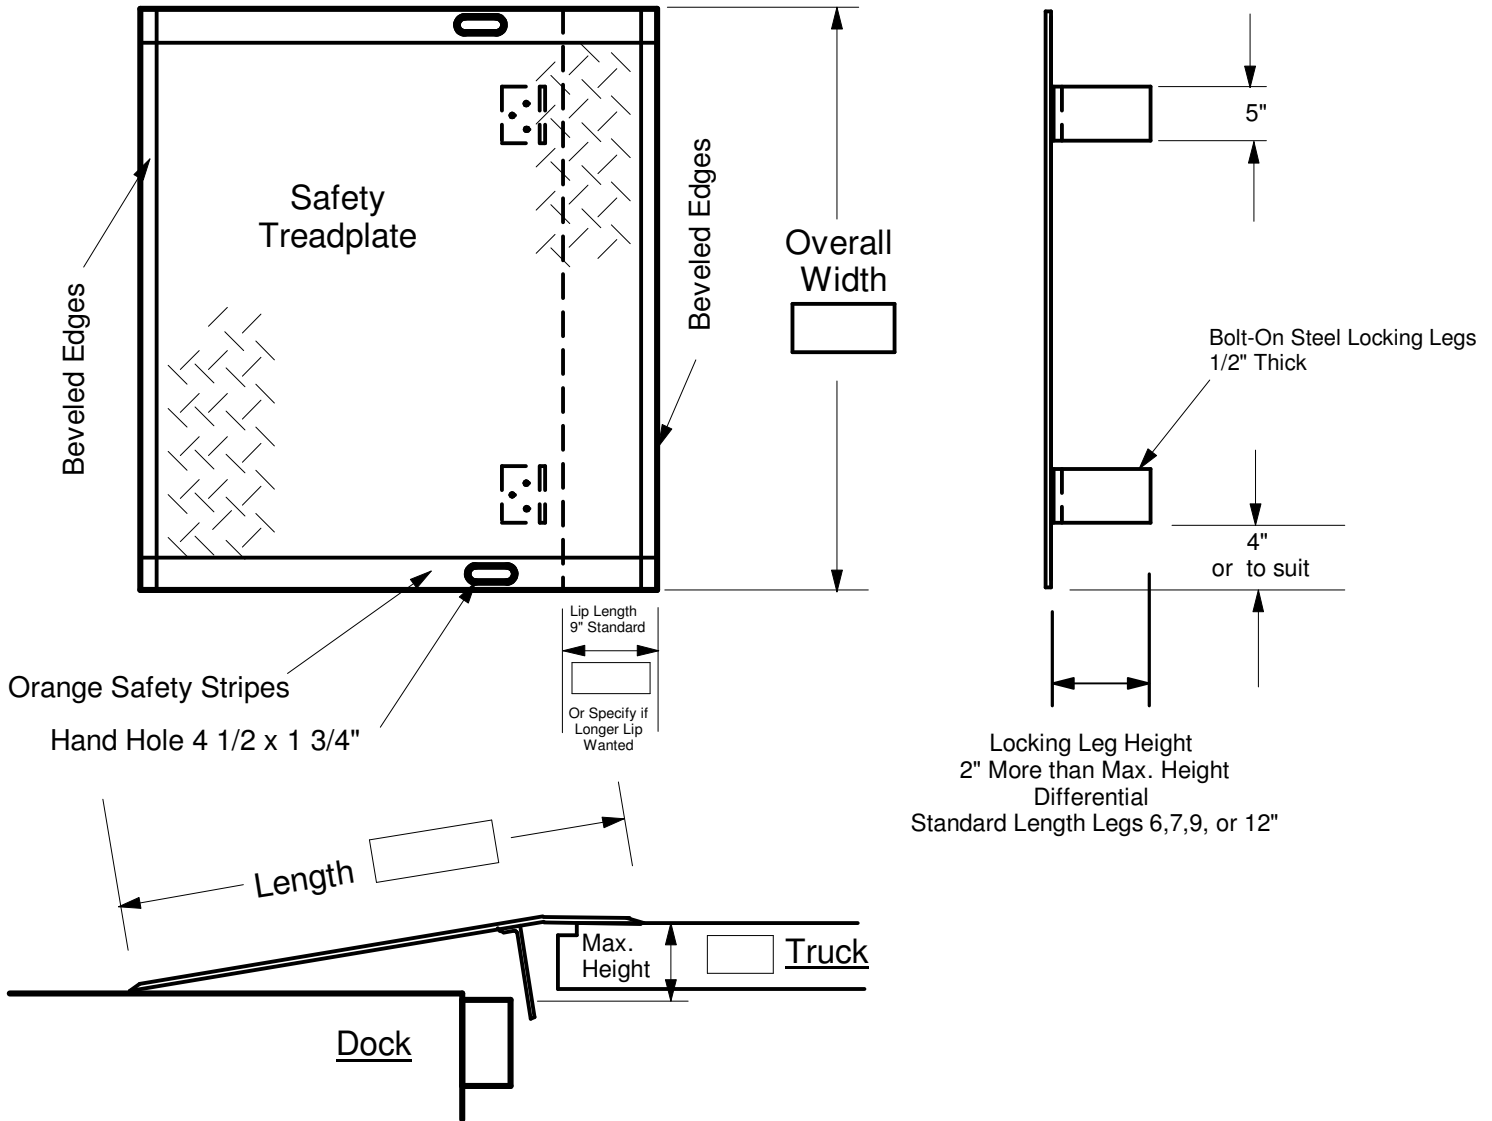 Safety
Treadplate
Beveled Edges
Beveled Edges
Overall
Width
5"
Bolt-On Steel Locking Legs
1/2" Thick
4"
or to suit
Lip Length
9" Standard
Or Specify if
Longer Lip
Wanted
Orange Safety Stripes
Hand Hole 4 1/2 x 1 3/4"
Locking Leg Height
2" More than Max. Height
Differential
Standard Length Legs 6,7,9, or 12"
Length
Max.
Height
Truck
Dock